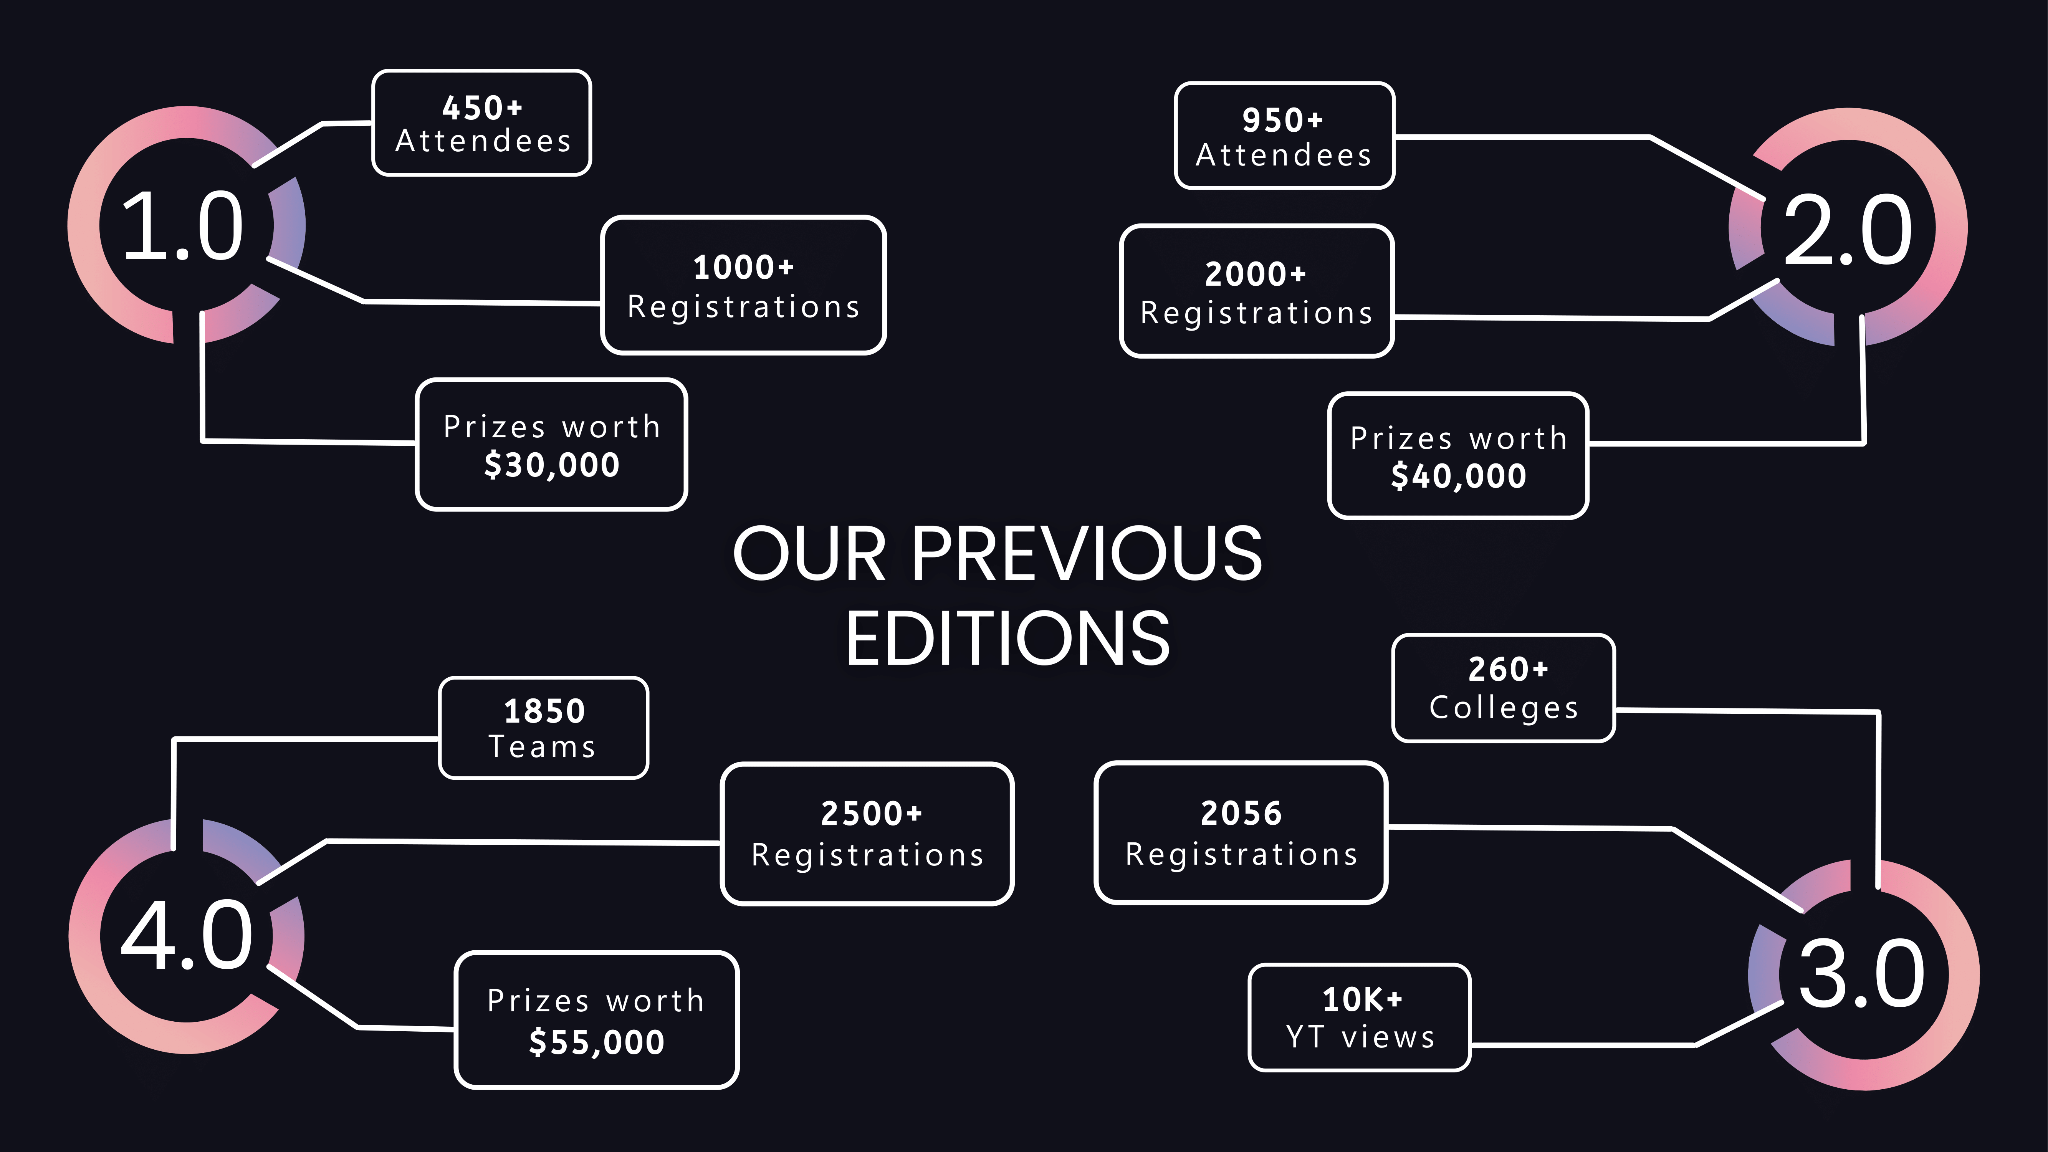 1.0
450+
Attendees
1000+
Registrations
Prizes worth
$30,000
2.0
950+
Attendees
2000+
Registrations
Prizes worth
$40,000
OUR PREVIOUS
EDITIONS
4.0
1850
Teams
2500+
Registrations
Prizes worth
$55,000
3.0
260+
Colleges
2056
Registrations
10K+
YT views